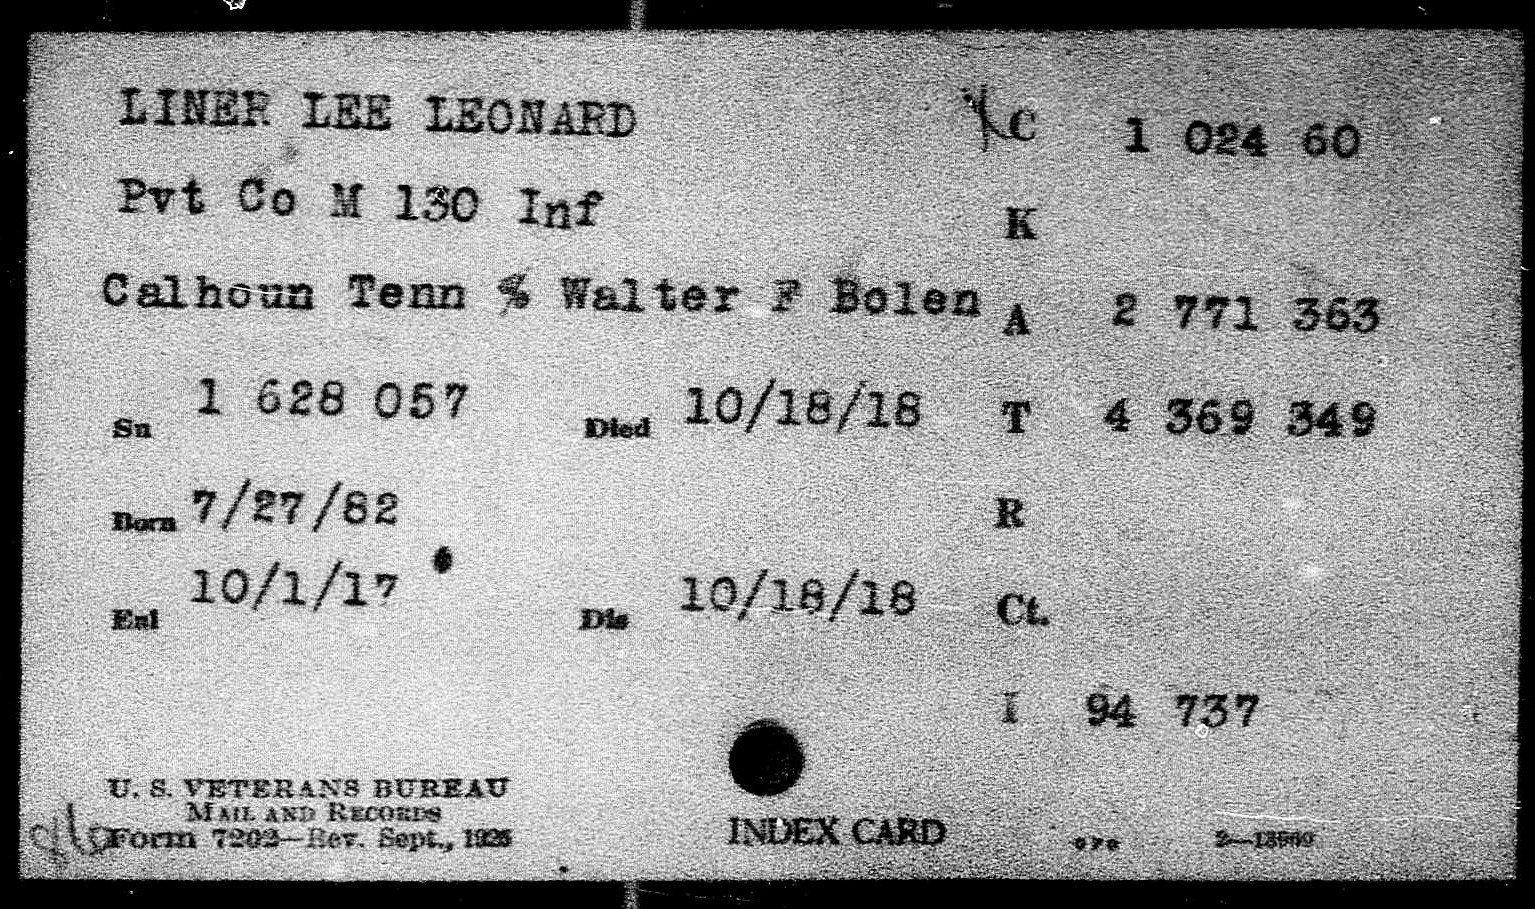 LINER LEE LEONARD
C 1 024 60
Pvt Co M 130 Inf
K
Calhoun Tenn % Walter F Bolen
A 2 771 363
Sn 1 628 057 Died 10/18/18
T 4 369 349
Born 7/27/82
R
Enl 10/1/17 Dis 10/18/18
Ct.
I 94 737
U. S. VETERANS BUREAU
MAIL AND RECORDS
Form 7202—Rev. Sept.,
INDEX CARD